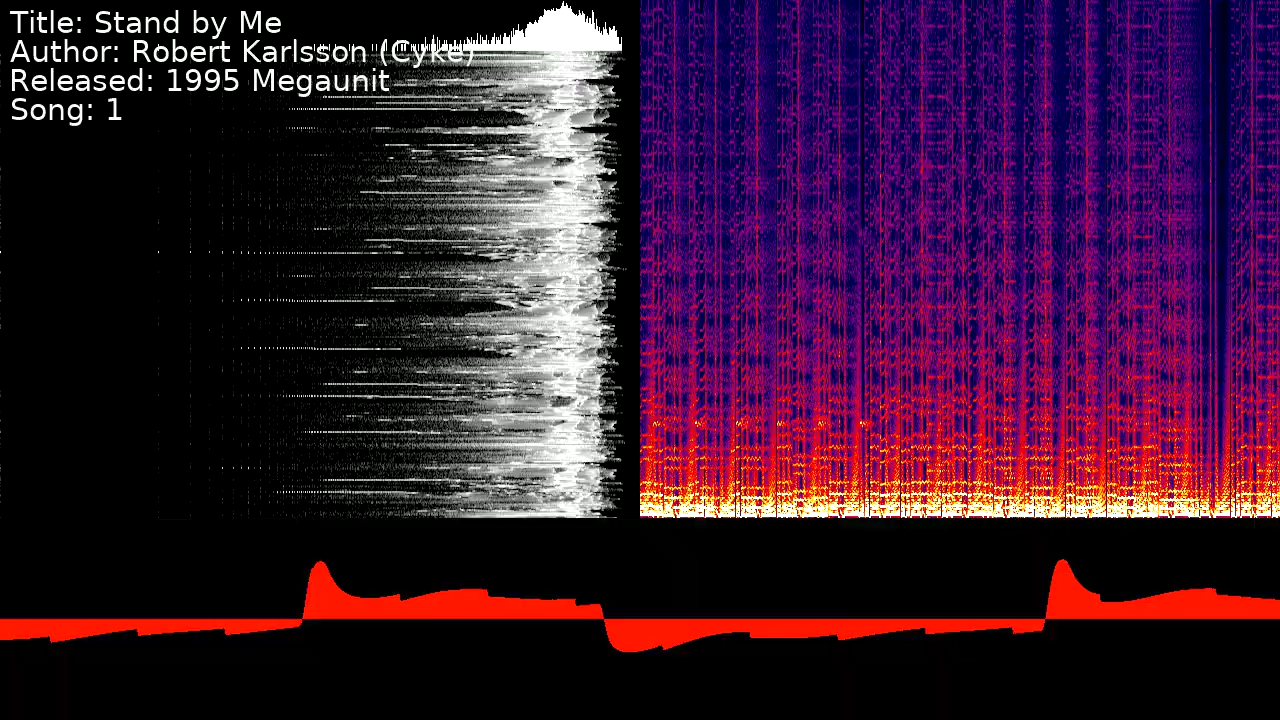 Title: Stand by Me
Author: Robert Karlsson (Cyke)
Released: 1995 Megaunit
Song: 1